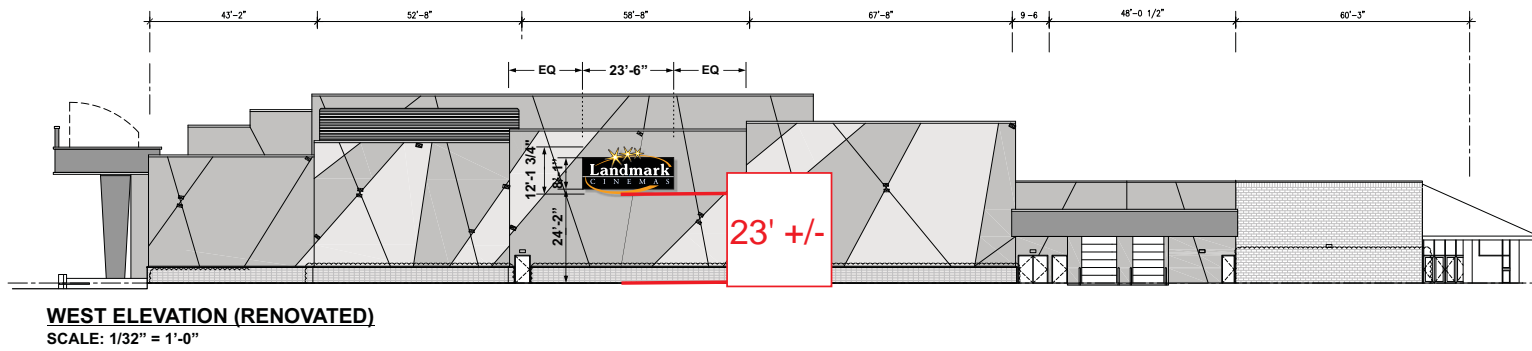 43'-2"
52'-8"
58'-8"
67'-8"
9-6
48'-0 1/2"
60'-3"
EQ
23'-6”
EQ
12'-1 3/4"
8'-1"
24'-2"
Landmark
CINEMAS
23' +/-
WEST ELEVATION (RENOVATED)
SCALE: 1/32” = 1’-0”